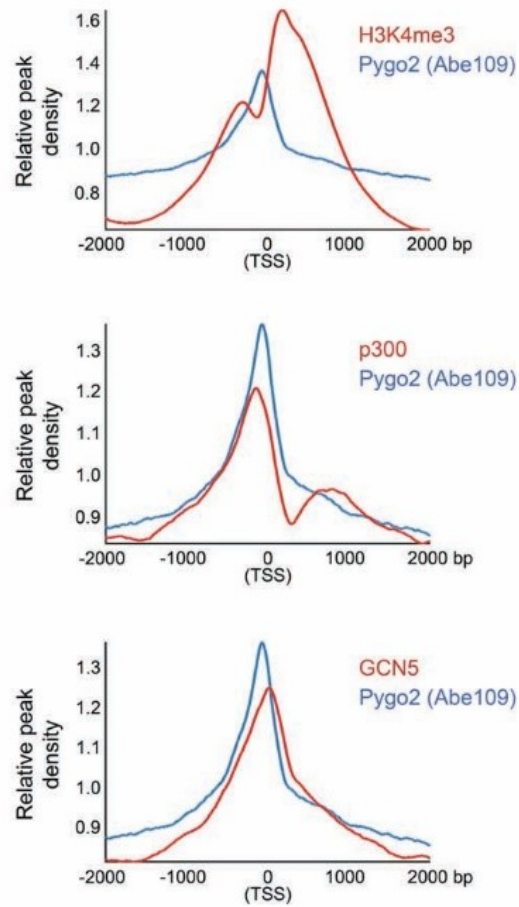 Relative peak
density
1.6
1.4
1.2
1.0
0.8
H3K4me3
Pygo2 (Abe109)
-2000 -1000 0 1000 2000 bp
(TSS)
Relative peak
density
1.3
1.2
1.1
1.0
0.9
p300
Pygo2 (Abe109)
-2000 -1000 0 1000 2000 bp
(TSS)
Relative peak
density
1.3
1.2
1.1
1.0
0.9
GCN5
Pygo2 (Abe109)
-2000 -1000 0 1000 2000 bp
(TSS)